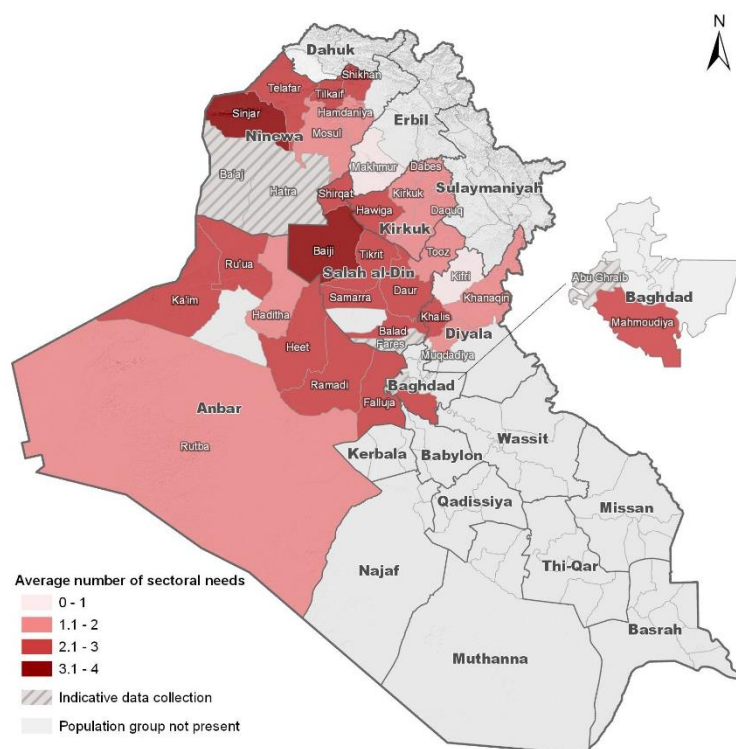 N
Dahuk
Shikhan
Telafar
Tilkaif
Sinjar
Hamdaniya
Ninewa
Mosul
Erbil
Makhmur
Dabes
Ba'aj
Hatra
Sulaymaniyah
Shirqat
Kirkuk
Hawiga
Daquq
Kirkuk
Baiji
Tooz
Ru'ua
Tikrit
Salah al-Din
Kifri
Abu Ghraib
Ka'im
Samarra
Daur
Khanaqin
Baghdad
Haditha
Khalis
Mahmoudiya
Balad
Diyala
Heet
Fares
Muqdadiya
Ramadi
Baghdad
Anbar
Falluja
Wassit
Rutba
Kerbala
Babylon
Qadissiya
Missan
Najaf
Thi-Qar
Basrah
Muthanna
Average number of sectoral needs
0 - 1
1.1 - 2
2.1 - 3
3.1 - 4
Indicative data collection
Population group not present